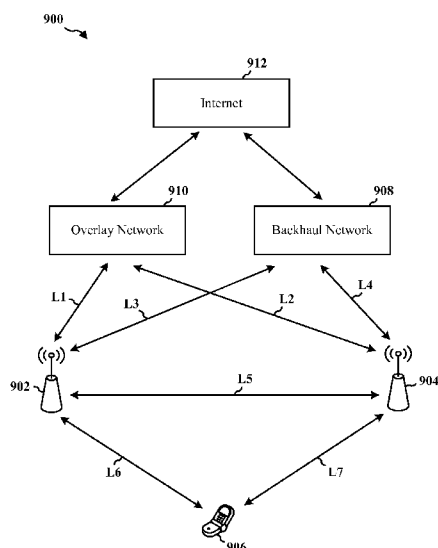 900
912
Internet
910
908
Overlay Network
Backhaul Network
L1
L3
L2
L4
902
904
L5
L6
L7
906